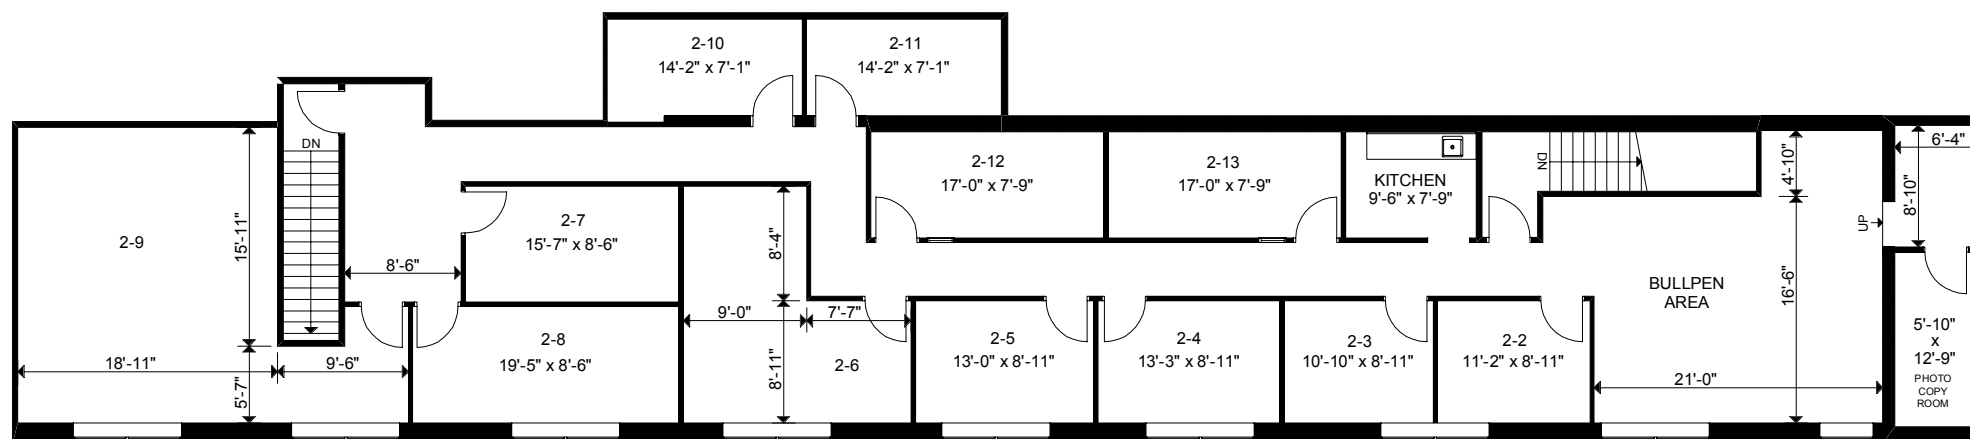 2-10
14'-2" x 7'-1"
2-11
14'-2" x 7'-1"
DN
2-9
15'-11"
18'-11"
5'-7"
9'-6"
8'-6"
2-7
15'-7" x 8'-6"
2-8
19'-5" x 8'-6"
8'-4"
9'-0"
7'-7"
8'-11"
2-6
2-12
17'-0" x 7'-9"
2-13
17'-0" x 7'-9"
KITCHEN
9'-6" x 7'-9"
DN
2-5
13'-0" x 8'-11"
2-4
13'-3" x 8'-11"
2-3
10'-10" x 8'-11"
2-2
11'-2" x 8'-11"
BULLPEN
AREA
4'-10"
16'-6"
21'-0"
UP
6'-4"
8'-10"
5'-10"
x
12'-9"
PHOTO
COPY
ROOM